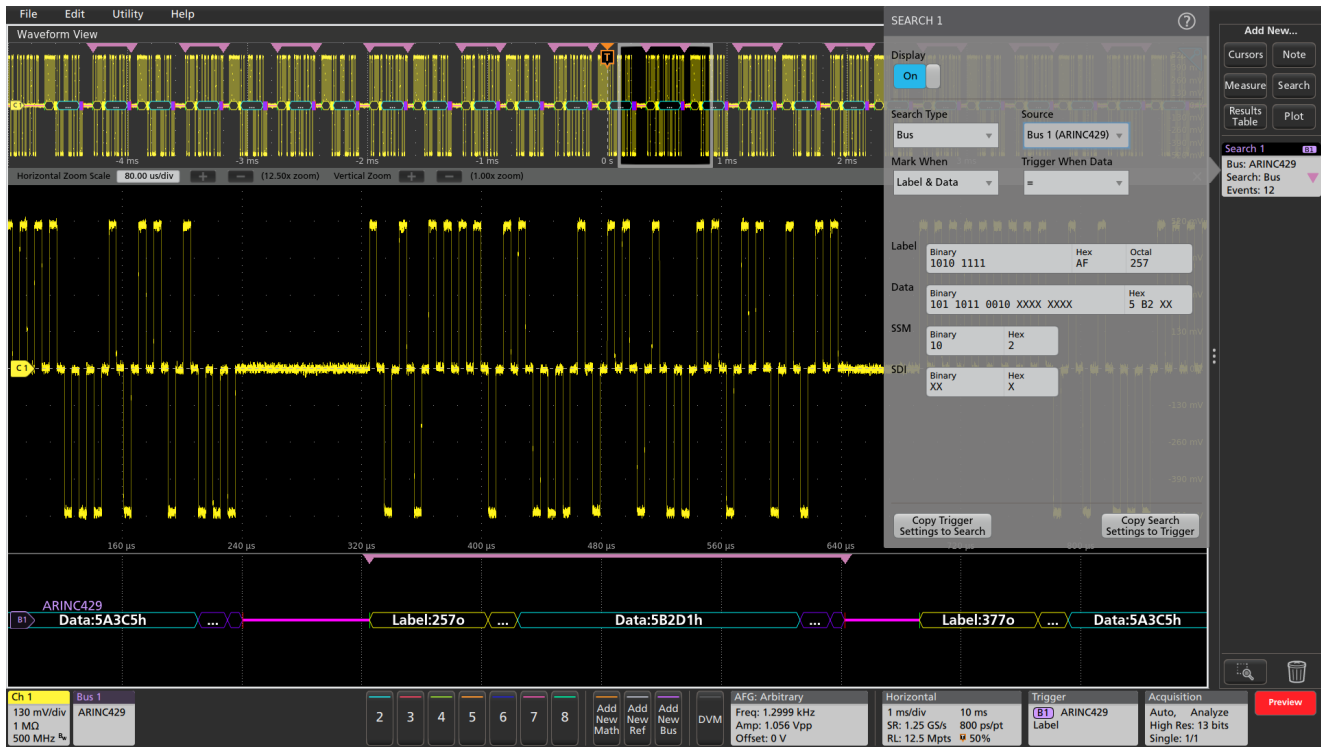 File Edit Utility Help
Waveform View
SEARCH 1 ?
Add New...
Display
On
Cursors Note
Measure Search
Results Table Plot
Search Type Source
Bus Bus 1 (ARINC429)
Mark When Trigger When Data
Label & Data =
Search 1 B1
Bus: ARINC429
Search: Bus
Events: 12
T
-4 ms -3 ms -2 ms -1 ms 0 s 1 ms 2 ms
Horizontal Zoom Scale 80.00 us/div + — (12.50x zoom) Vertical Zoom + — (1.00x zoom)
Label Binary Hex Octal
1010 1111 AF 257
Data Binary Hex
101 1011 0010 XXXX XXXX 5 B2 XX
SSM Binary Hex
10 2
SDI Binary Hex
XX X
C 1
-130 mV
-260 mV
-390 mV
Copy Trigger Settings to Search
Copy Search Settings to Trigger
160 µs 240 µs 320 µs 400 µs 480 µs 560 µs 640 µs
ARINC429
B1 Data:5A3C5h ... Label:257o ... Data:5B2D1h ... Label:377o ... Data:5A3C5h
Ch 1
130 mV/div
1 MΩ
500 MHz
Bus 1
ARINC429
2 3 4 5 6 7 8
Add New Math
Add New Ref
Add New Bus
DVM
AFG: Arbitrary
Freq: 1.2999 kHz
Amp: 1.056 Vpp
Offset: 0 V
Horizontal
1 ms/div 10 ms
SR: 1.25 GS/s 800 ps/pt
RL: 12.5 Mpts 50%
Trigger
B1 ARINC429
Label
Acquisition
Auto, Analyze
High Res: 13 bits
Single: 1/1
Preview